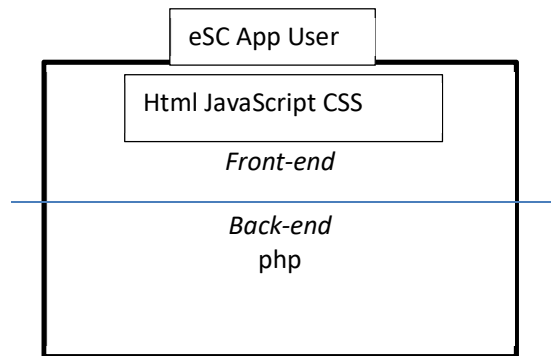 eSC App User
Html JavaScript CSS
Front-end
Back-end
php